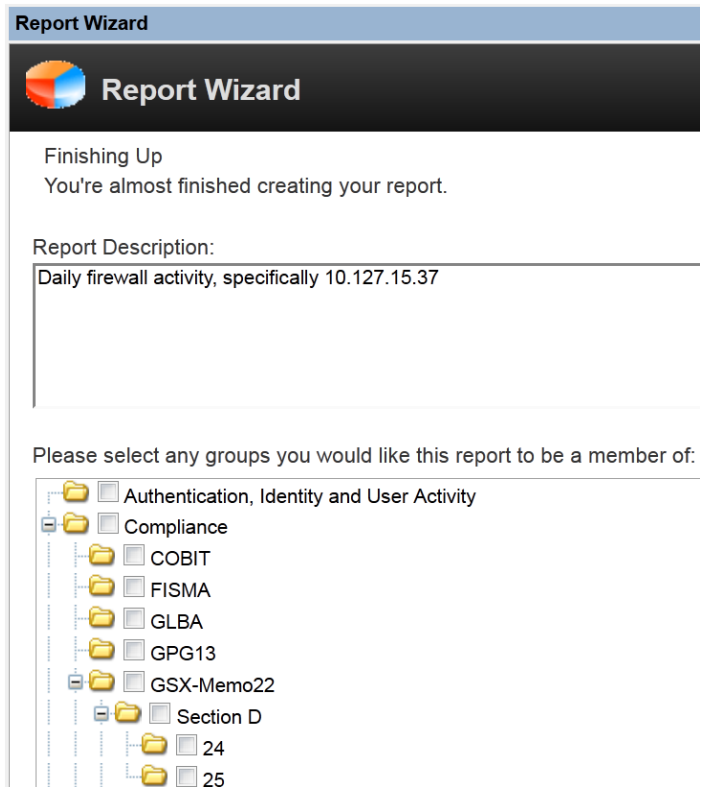 Report Wizard
Report Wizard
Finishing Up
You're almost finished creating your report.
Report Description:
Daily firewall activity, specifically 10.127.15.37
Please select any groups you would like this report to be a member of:
Authentication, Identity and User Activity
Compliance
COBIT
FISMA
GLBA
GPG13
GSX-Memo22
Section D
24
25